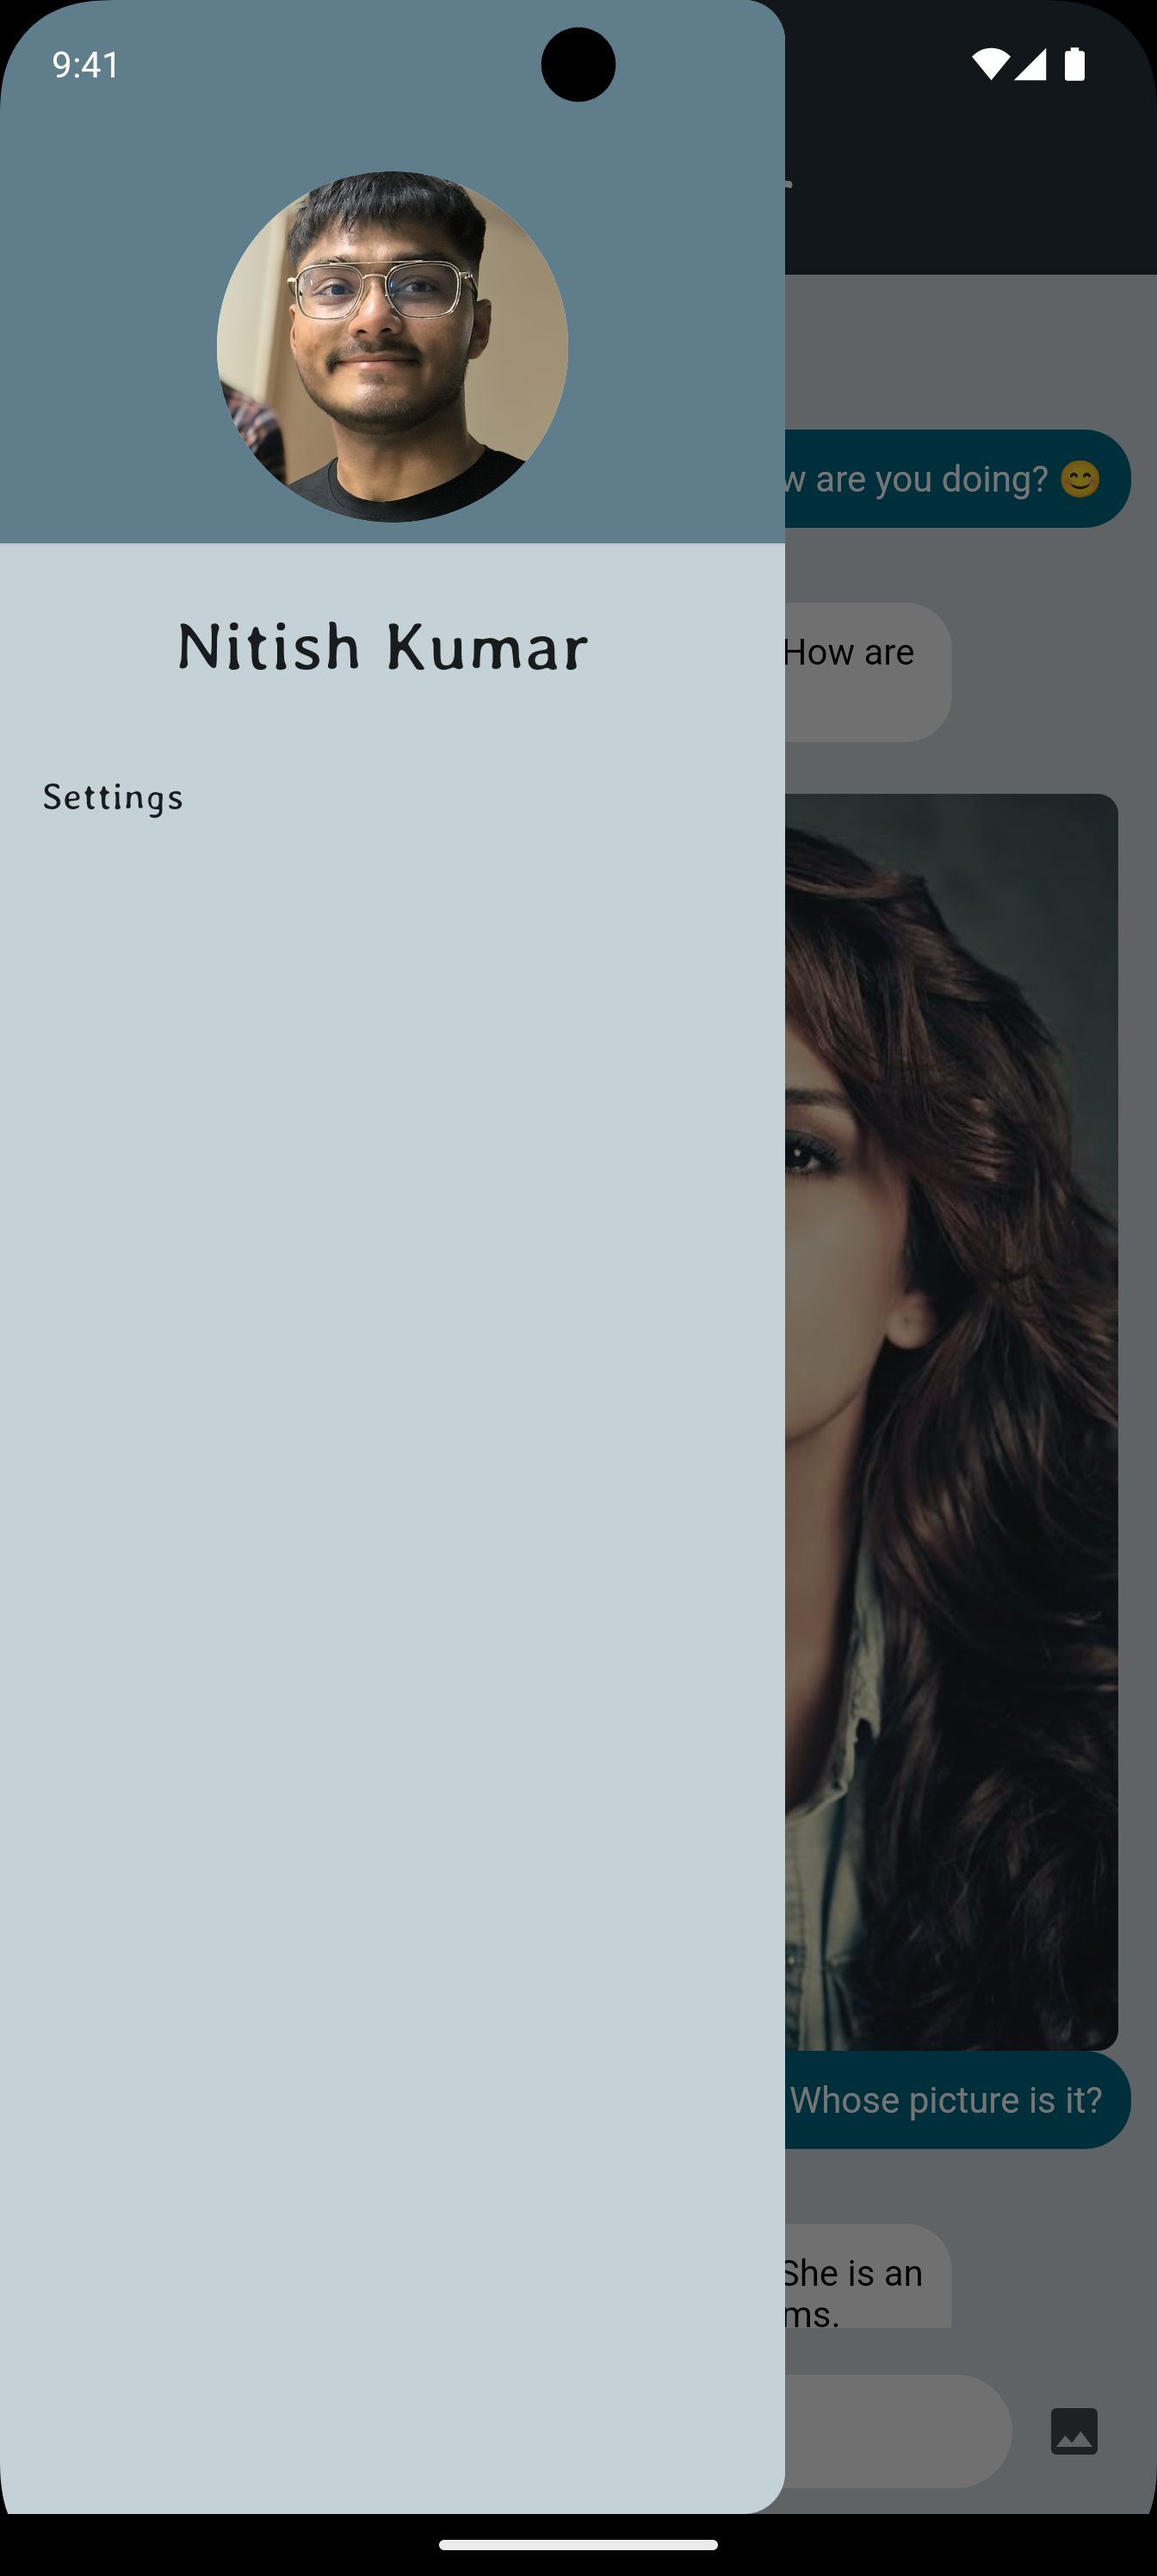 9:41
w are you doing? 😊
How are
Nitish Kumar
Settings
Whose picture is it?
She is an
ms.